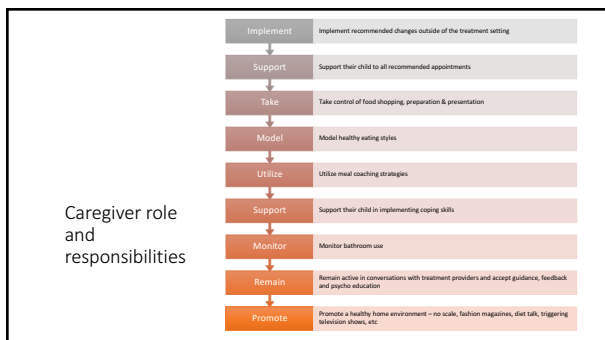 Caregiver role
and
responsibilities
Implement
Implement recommended changes outside of the treatment setting
Support
Support their child to all recommended appointments
Take
Take control of food shopping, preparation & presentation
Model
Model healthy eating styles
Utilize
Utilize meal coaching strategies
Support
Support their child in implementing coping skills
Monitor
Monitor bathroom use
Remain
Remain active in conversations with treatment providers and accept guidance, feedback
and psycho education
Promote
Promote a healthy home environment – no scale, fashion magazines, diet talk, triggering
television shows, etc